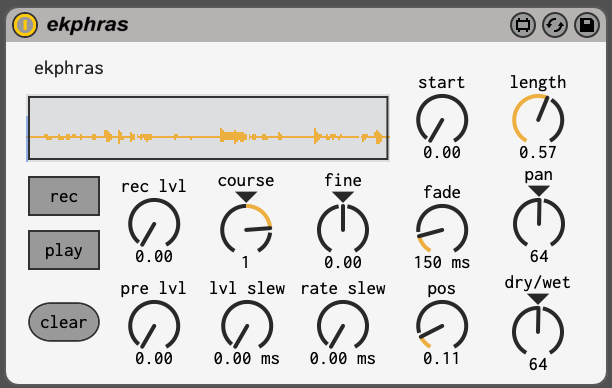 ekphras
ekphras
start
length
0.00
0.57
rec
rec lvl
course
fine
fade
pan
0.00
1
0.00
150 ms
64
play
clear
pre lvl
lvl slew
rate slew
pos
dry/wet
0.00
0.00 ms
0.00 ms
0.11
64